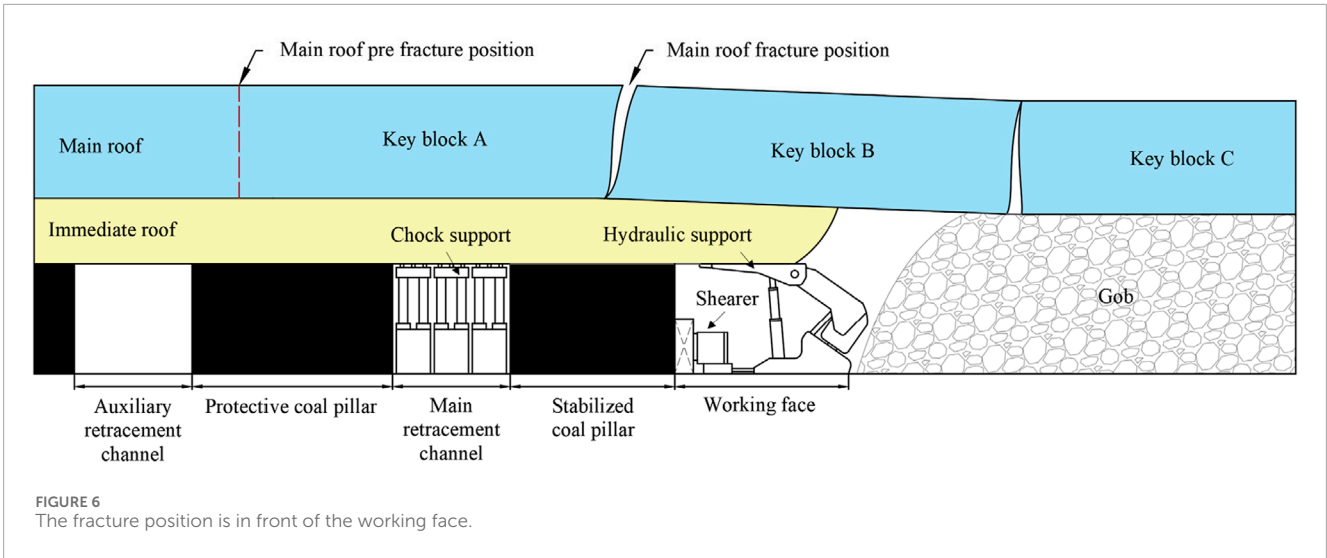 Main roof pre fracture position
Main roof fracture position
Main roof
Key block A
Key block B
Key block C
Immediate roof
Chock support
Hydraulic support
Shearer
Gob
Auxiliary
retracement
channel
Protective coal pillar
Main
retracement
channel
Stabilized
coal pillar
Working face
FIGURE 6
The fracture position is in front of the working face.